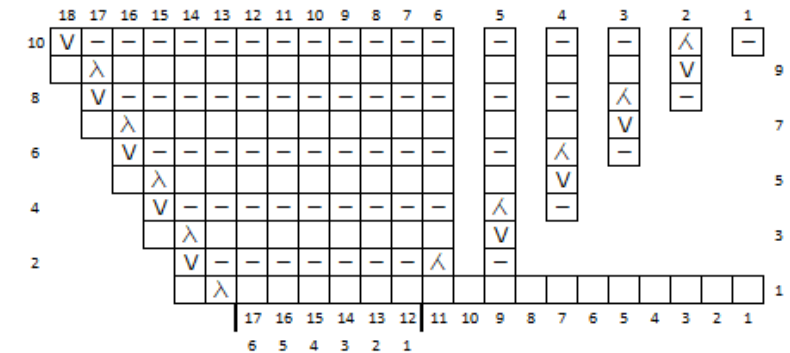 18 17 16 15 14 13 12 11 10 9 8 7 6 5 4 3 2 1
10 V − − − − − − − − − − − − − − − ⅄ −
λ V 9
8 V − − − − − − − − − − − − − ⅄ −
λ V 7
6 V − − − − − − − − − − − ⅄ −
λ V 5
4 V − − − − − − − − − ⅄ −
λ V 3
2 V − − − − − − − ⅄ −
λ 1
17 16 15 14 13 12 11 10 9 8 7 6 5 4 3 2 1
6 5 4 3 2 1